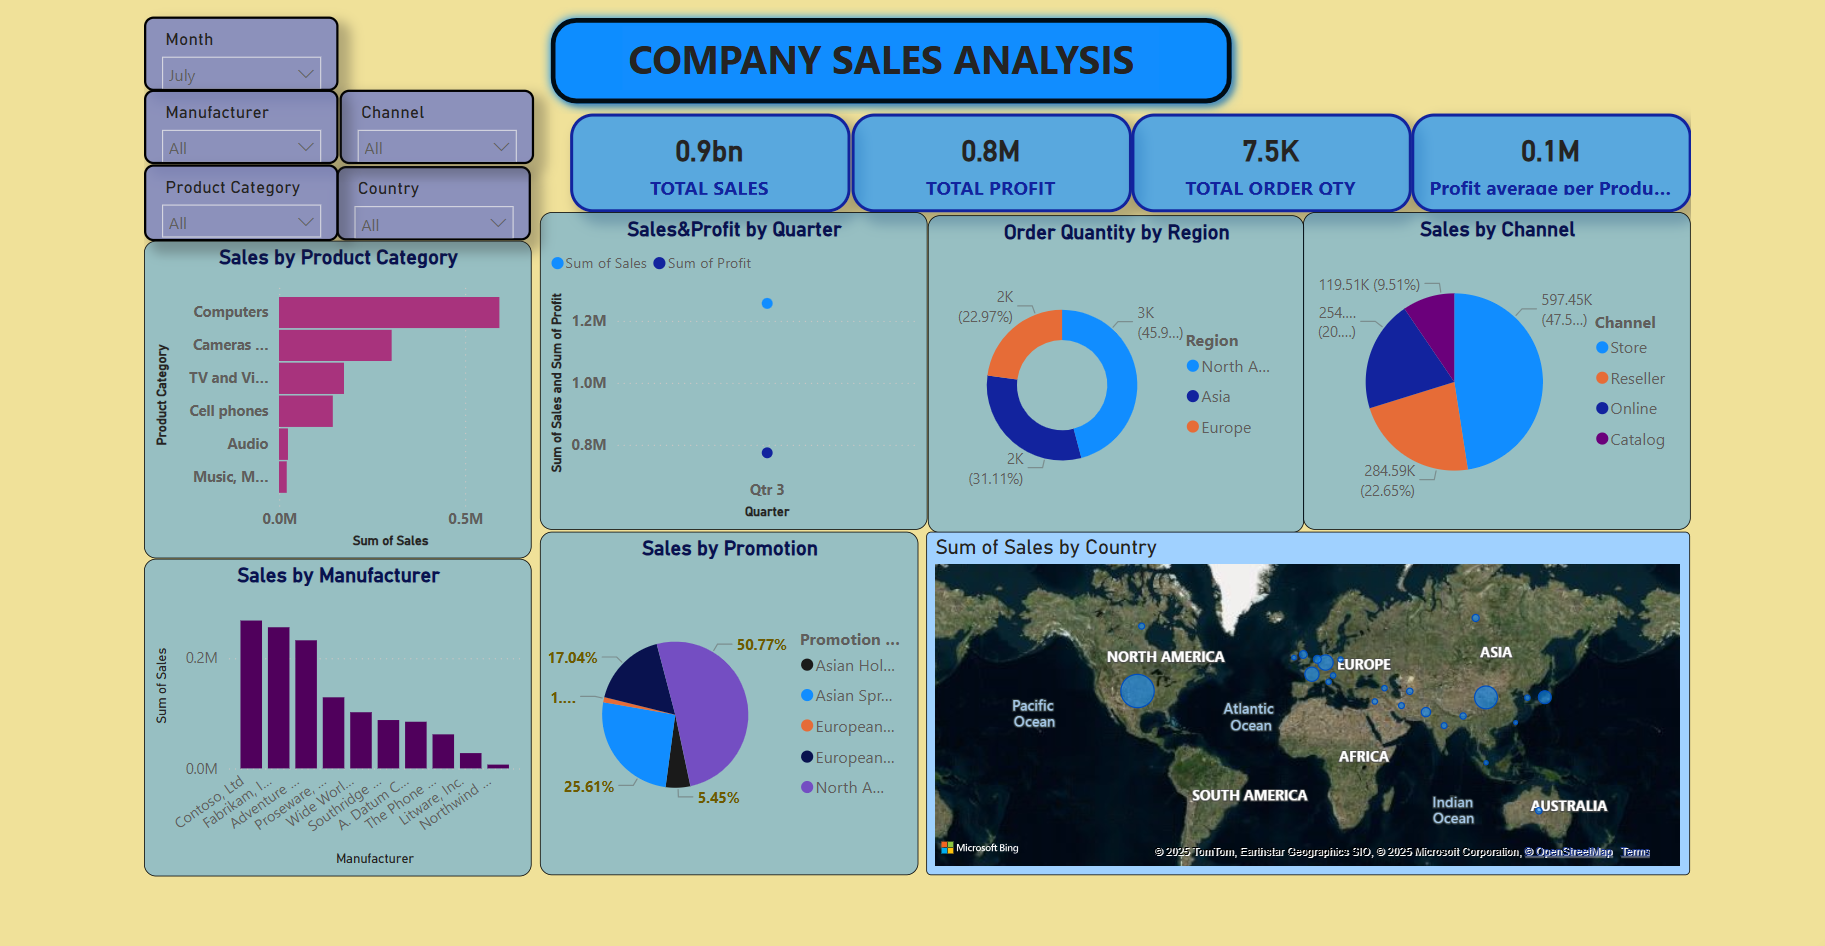 COMPANY SALES ANALYSIS
Month
July
Manufacturer
All
Channel
All
Product Category
All
Country
All
0.9bn
TOTAL SALES
0.8M
TOTAL PROFIT
7.5K
TOTAL ORDER QTY
0.1M
Profit average per Produ...
Sales by Product Category
Product Category
Computers
Cameras ...
TV and Vi...
Cell phones
Audio
Music, M...
0.0M
0.5M
Sum of Sales
Sales&Profit by Quarter
Sum of Sales
Sum of Profit
Sum of Sales and Sum of Profit
1.2M
1.0M
0.8M
Qtr 3
Quarter
Order Quantity by Region
2K
(22.97%)
3K
(45.9...)
2K
(31.11%)
Region
North A...
Asia
Europe
Sales by Channel
119.51K (9.51%)
254....
(20....)
597.45K
(47.5...)
284.59K
(22.65%)
Channel
Store
Reseller
Online
Catalog
Sales by Manufacturer
Sum of Sales
0.2M
0.0M
Contoso, Ltd
Fabrikam, I...
Adventure ...
Proseware, ...
Wide Worl...
Southridge ...
A. Datum C...
The Phone ...
Litware, Inc.
Northwind ...
Manufacturer
Sales by Promotion
17.04%
50.77%
1....
25.61%
5.45%
Promotion ...
Asian Hol...
Asian Spr...
European...
European...
North A...
Sum of Sales by Country
NORTH AMERICA
EUROPE
ASIA
Pacific
Ocean
Atlantic
Ocean
AFRICA
SOUTH AMERICA
Indian
Ocean
AUSTRALIA
Microsoft Bing
© 2025 TomTom, Earthstar Geographics SIO, © 2025 Microsoft Corporation, © OpenStreetMap Terms